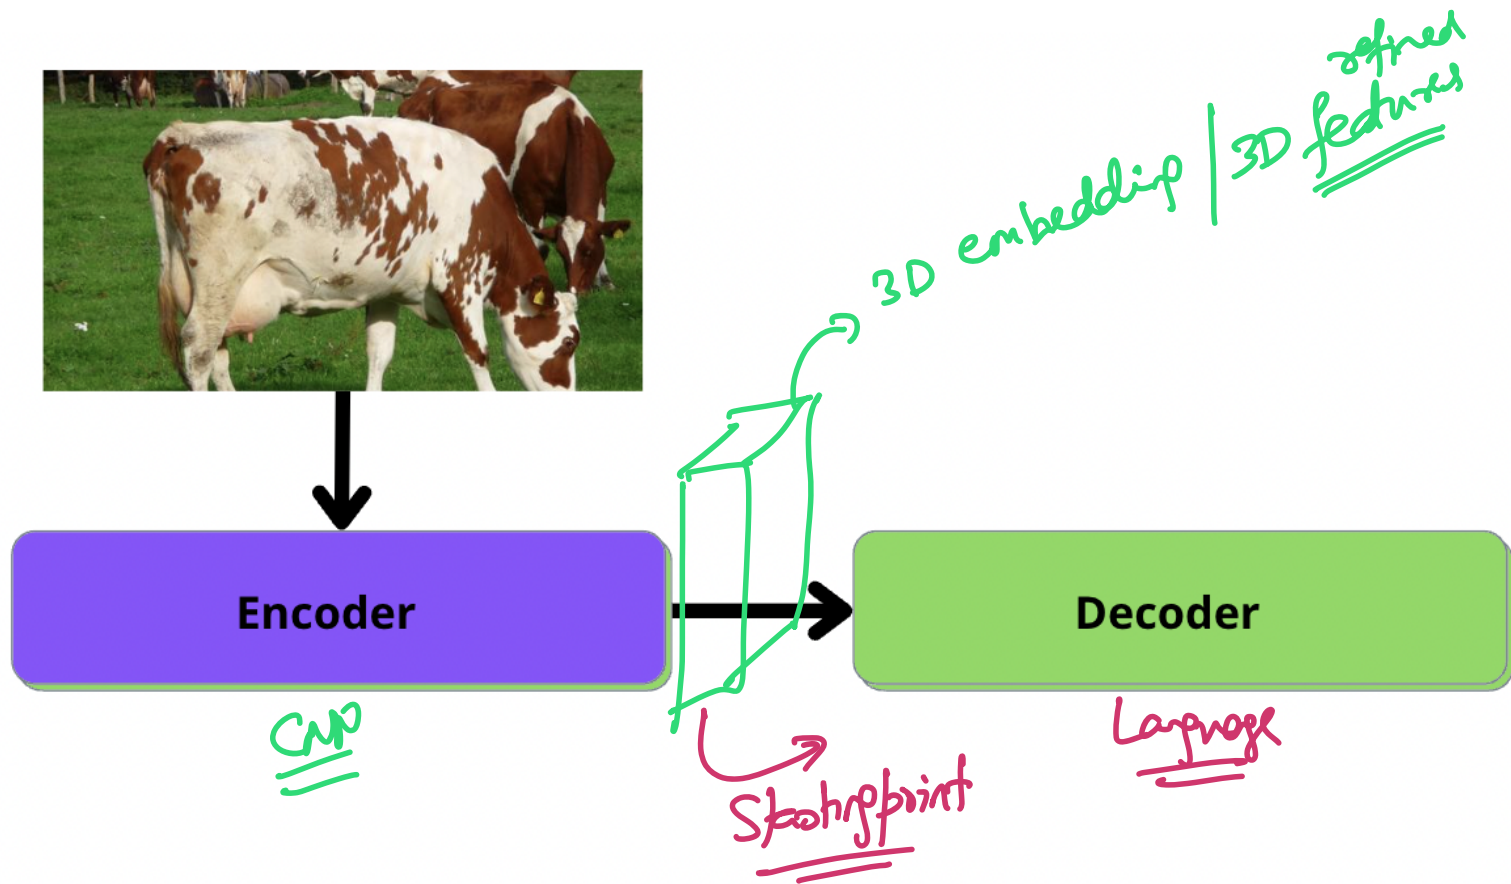 refined
3D embedding | 3D features
Encoder
Decoder
CNN
Language
Starting point